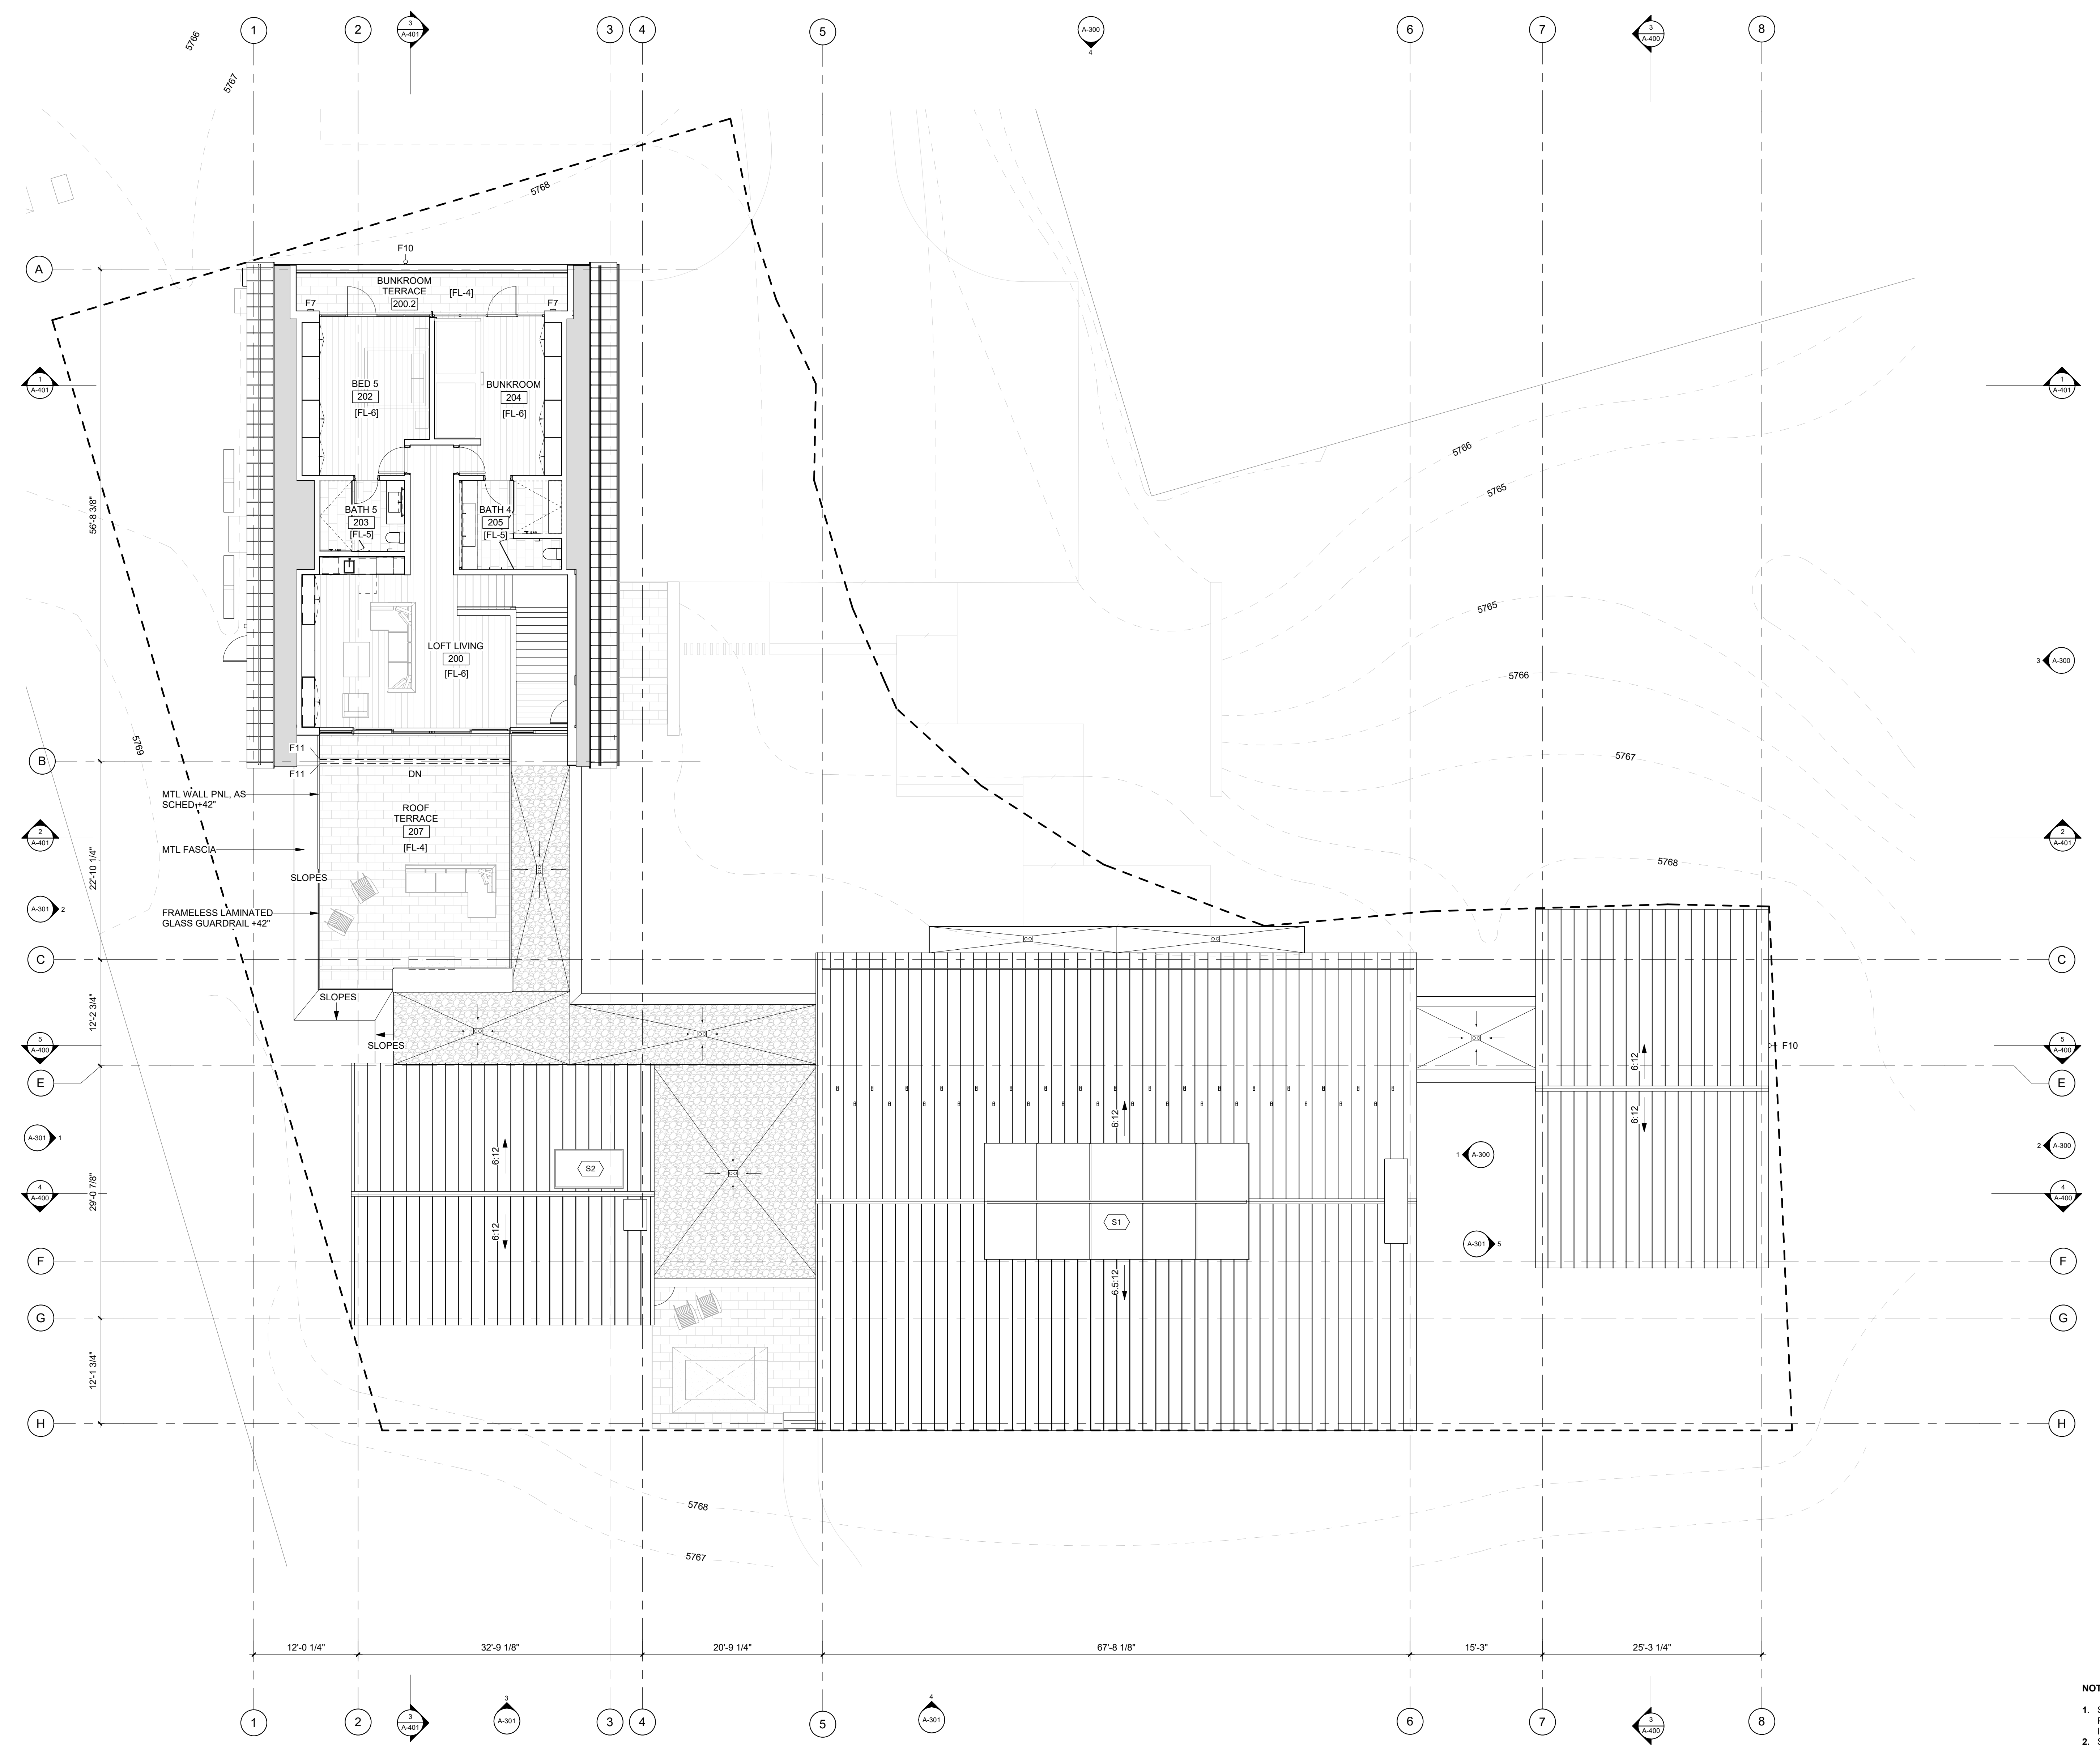 1
2
3
A-401
3
4
5
A-300
4
6
7
3
A-400
8
5766
5767
5768
A
F10
BUNKROOM
TERRACE
200.2
[FL-4]
F7
F7
1
A-401
1
A-401
BED 5
202
[FL-6]
BUNKROOM
204
[FL-6]
5766
5765
56'-8 3/8"
BATH 5
203
[FL-5]
BATH 4
205
[FL-5]
5765
LOFT LIVING
200
[FL-6]
3
A-300
5766
5769
5767
B
F11
F11
DN
MTL WALL PNL, AS
SCHED +42"
ROOF
TERRACE
207
[FL-4]
2
A-401
2
A-401
MTL FASCIA
22'-10 1/4"
5768
SLOPES
A-301
2
FRAMELESS LAMINATED
GLASS GUARDRAIL +42"
C
C
SLOPES
12'-2 3/4"
SLOPES
5
A-400
F10
5
A-400
6:12
E
E
6:12
6:12
A-301
1
6:12
S2
1
A-300
2
A-300
4
A-400
29'-0 7/8"
4
A-400
6:12
S1
A-301
5
F
F
6.5:12
G
G
12'-1 3/4"
H
H
5768
5767
12'-0 1/4"
32'-9 1/8"
20'-9 1/4"
67'-8 1/8"
15'-3"
25'-3 1/4"
1
2
3
A-401
3
A-301
3
4
5
4
A-301
6
7
3
A-400
8
NOT
1. S
2.